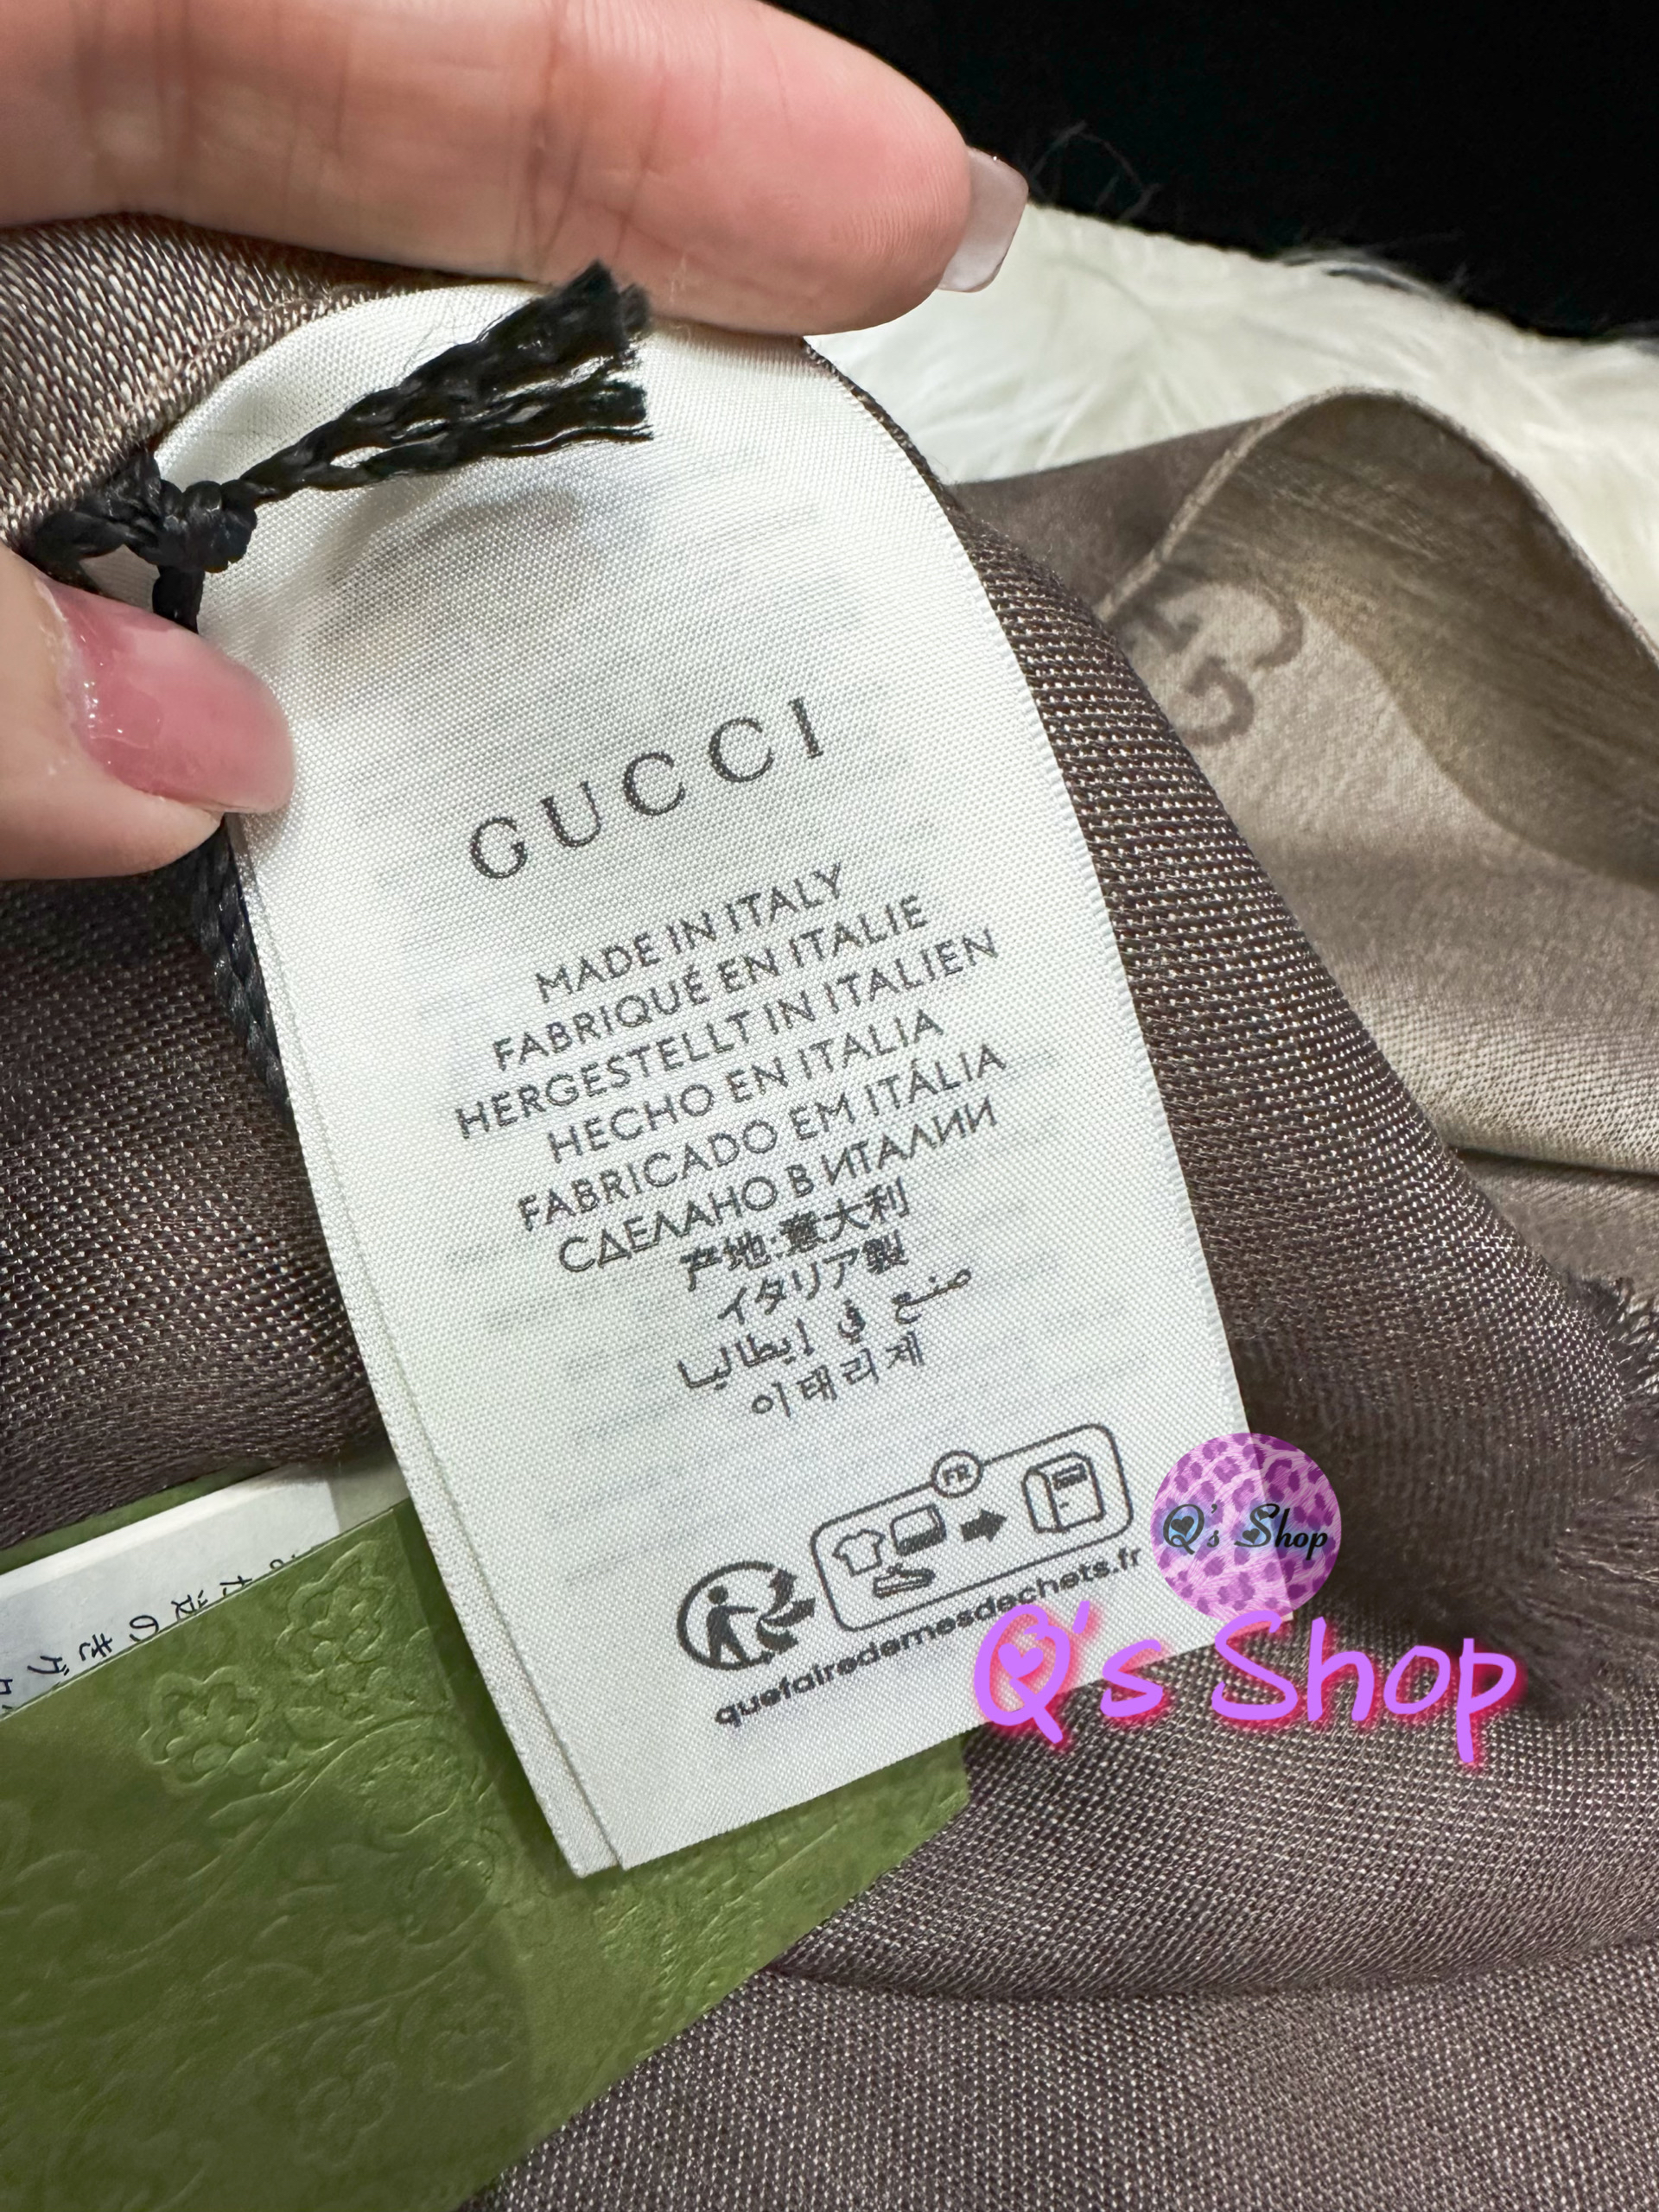 GUCCI
MADE IN ITALY
FABRIQUÉ EN ITALIE
HERGESTELLT IN ITALIEN
HECHO EN ITALIA
FABRICADO EM ITÁLIA
СДЕЛАНО В ИТАЛИИ
产地:意大利
イタリア製
صنع في إيطاليا
이태리제
FR
quefairedemesdechets.fr
Q's Shop
Q's Shop